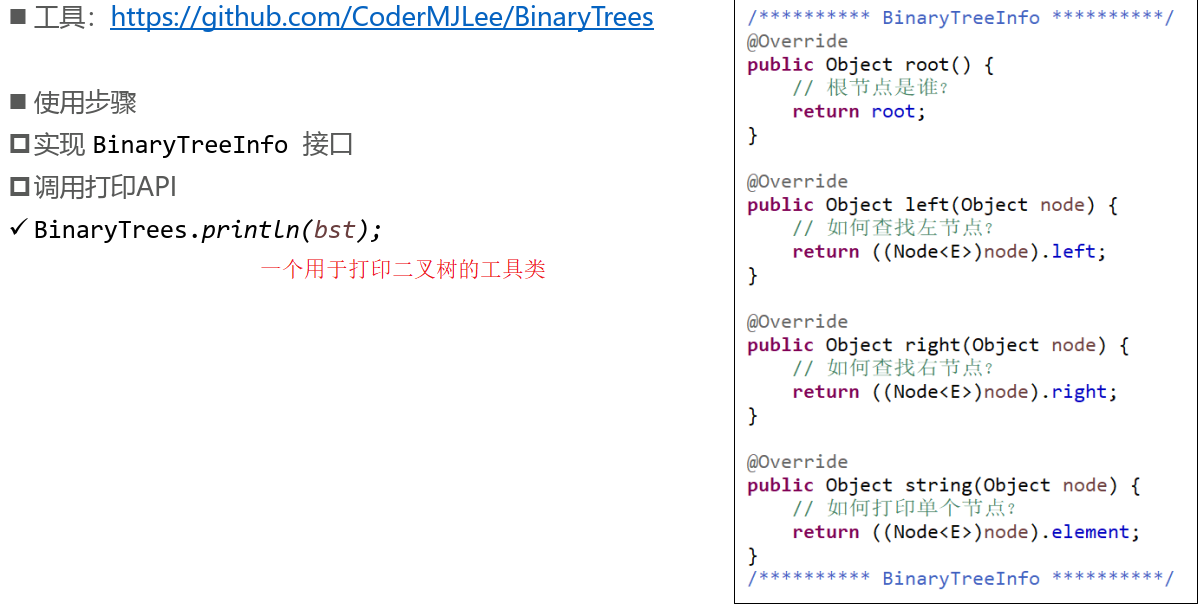 工具：https://github.com/CoderMJLee/BinaryTrees
使用步骤
实现 BinaryTreeInfo 接口
调用打印API
BinaryTrees.println(bst);
一个用于打印二叉树的工具类
/********** BinaryTreeInfo **********/
@Override
public Object root() {
// 根节点是谁?
return root;
}
@Override
public Object left(Object node) {
// 如何查找左节点?
return ((Node<E>)node).left;
}
@Override
public Object right(Object node) {
// 如何查找右节点?
return ((Node<E>)node).right;
}
@Override
public Object string(Object node) {
// 如何打印单个节点?
return ((Node<E>)node).element;
}
/********** BinaryTreeInfo **********/